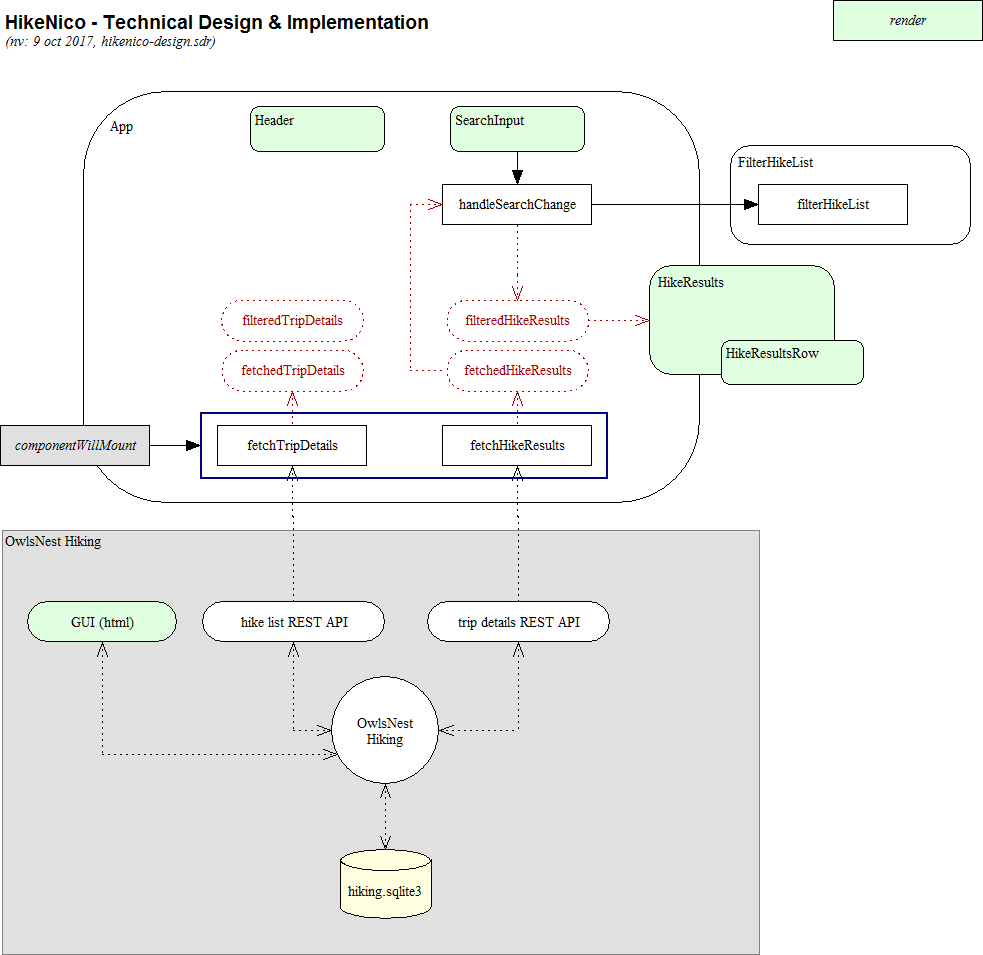 HikeNico - Technical Design & Implementation
(nv: 9 oct 2017, hikenico-design.sdr)
render
App
Header
SearchInput
FilterHikeList
handleSearchChange
filterHikeList
HikeResults
filteredTripDetails
filteredHikeResults
HikeResultsRow
fetchedTripDetails
fetchedHikeResults
componentWillMount
fetchTripDetails
fetchHikeResults
OwlsNest Hiking
GUI (html)
hike list REST API
trip details REST API
OwlsNest
Hiking
hiking.sqlite3